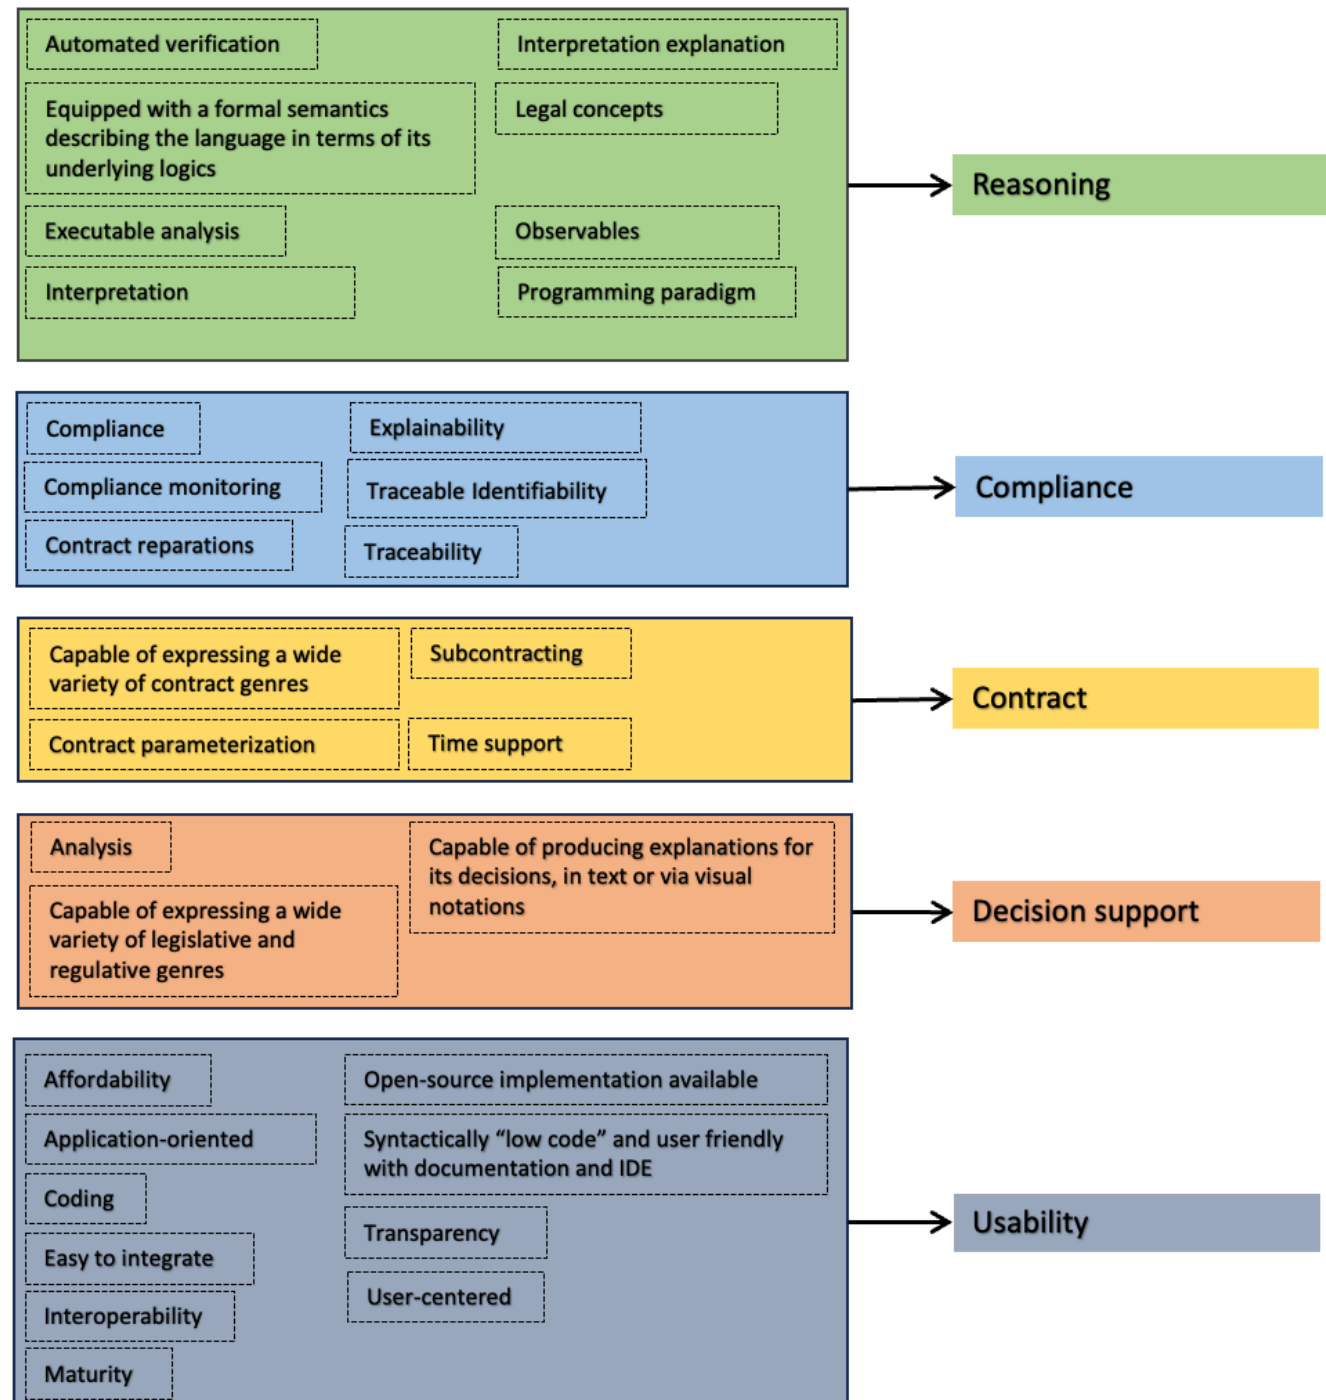 Automated verification
Equipped with a formal semantics
describing the language in terms of its
underlying logics
Executable analysis
Interpretation
Interpretation explanation
Legal concepts
Observables
Programming paradigm
Reasoning
Compliance
Compliance monitoring
Contract reparations
Explainability
Traceable Identifiability
Traceability
Compliance
Capable of expressing a wide
variety of contract genres
Contract parameterization
Subcontracting
Time support
Contract
Analysis
Capable of expressing a wide
variety of legislative and
regulative genres
Capable of producing explanations for
its decisions, in text or via visual
notations
Decision support
Affordability
Application-oriented
Coding
Easy to integrate
Interoperability
Maturity
Open-source implementation available
Syntactically “low code” and user friendly
with documentation and IDE
Transparency
User-centered
Usability